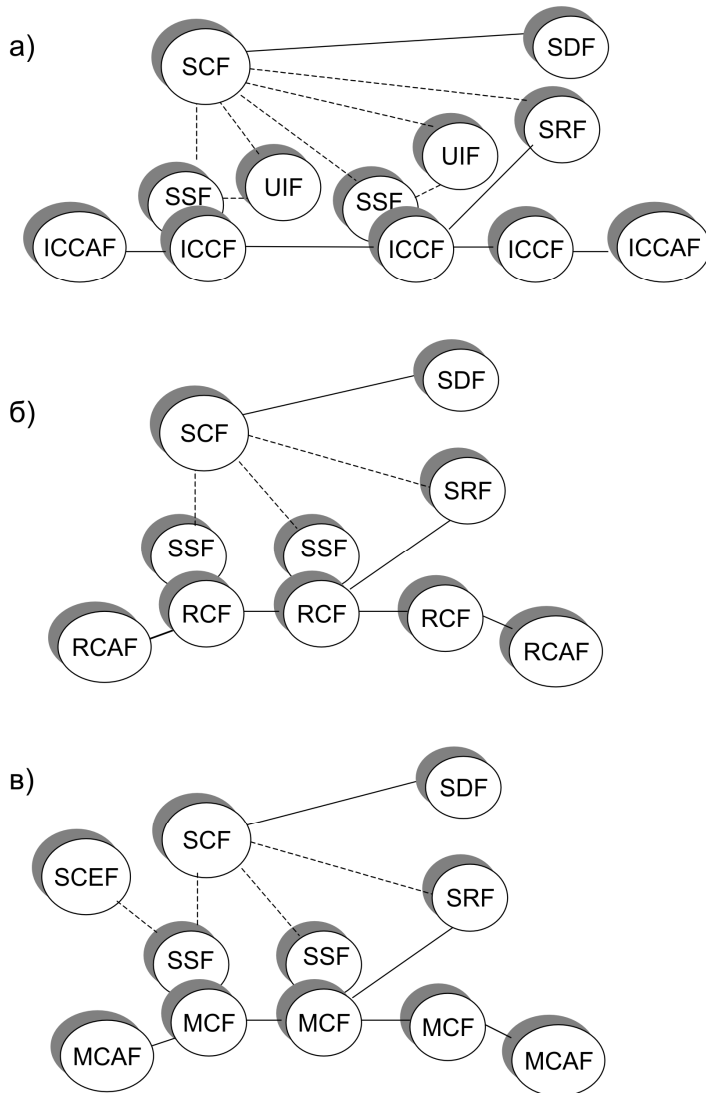 а)
SCF
SDF
SRF
UIF
UIF
SSF
SSF
ICCAF
ICCF
ICCF
ICCF
ICCAF
б)
SDF
SCF
SRF
SSF
SSF
RCF
RCF
RCF
RCAF
RCAF
в)
SDF
SCF
SCEF
SRF
SSF
SSF
MCF
MCF
MCF
MCAF
MCAF